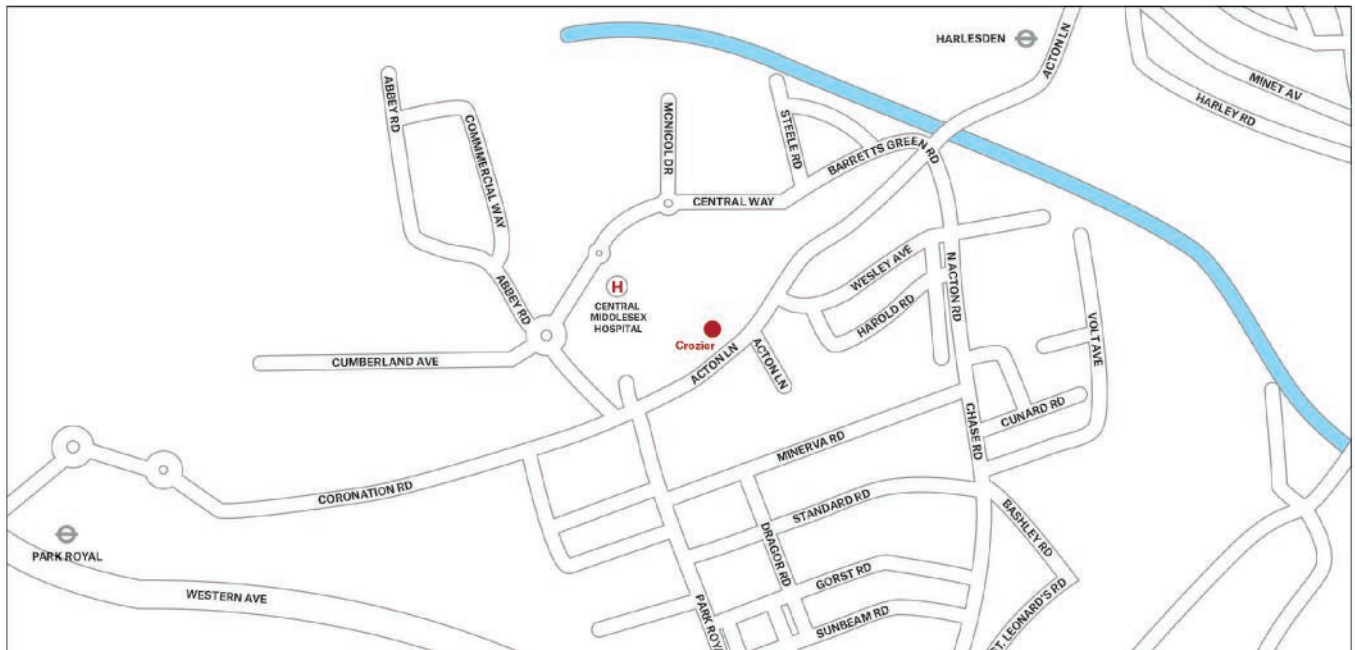 HARLESDEN
ACTON LN
MINET AV
HARLEY RD
ABBEY RD
COMMMERCIAL WAY
MCNICOL DR
STEELE RD
BARRETTS GREEN RD
CENTRAL WAY
WESLEY AVE
N ACTON RD
HAROLD RD
VOLT AVE
ABBEY RD
H
CENTRAL
MIDDLESEX
HOSPITAL
Crozier
ACTON LN
ACTON LN
CUMBERLAND AVE
CUNARD RD
CHASE RD
MINERVA RD
CORONATION RD
STANDARD RD
BASHLEY RD
DRAGOR RD
PARK ROYAL
WESTERN AVE
GORST RD
SUNBEAM RD
PARK ROYA
ST. LEONARD'S RD